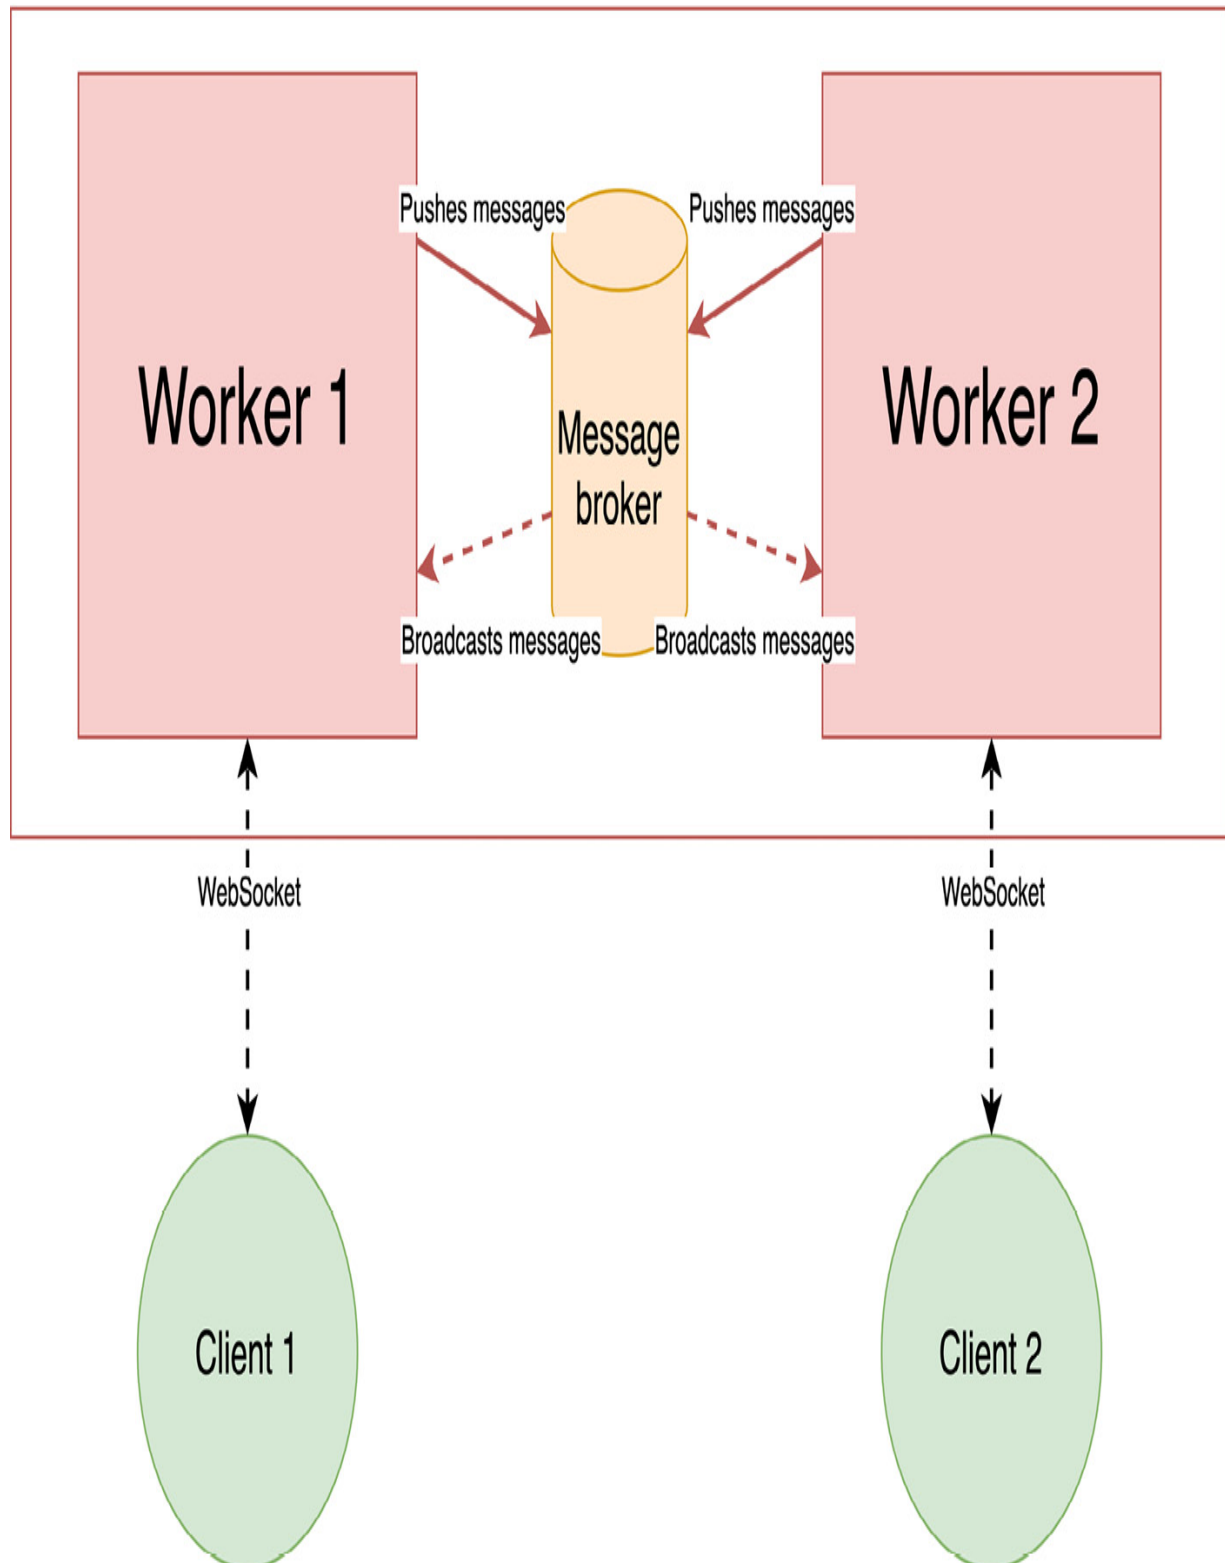 Pushes messages
Pushes messages
Worker 1
Message
broker
Worker 2
Broadcasts messages
Broadcasts messages
WebSocket
WebSocket
Client 1
Client 2